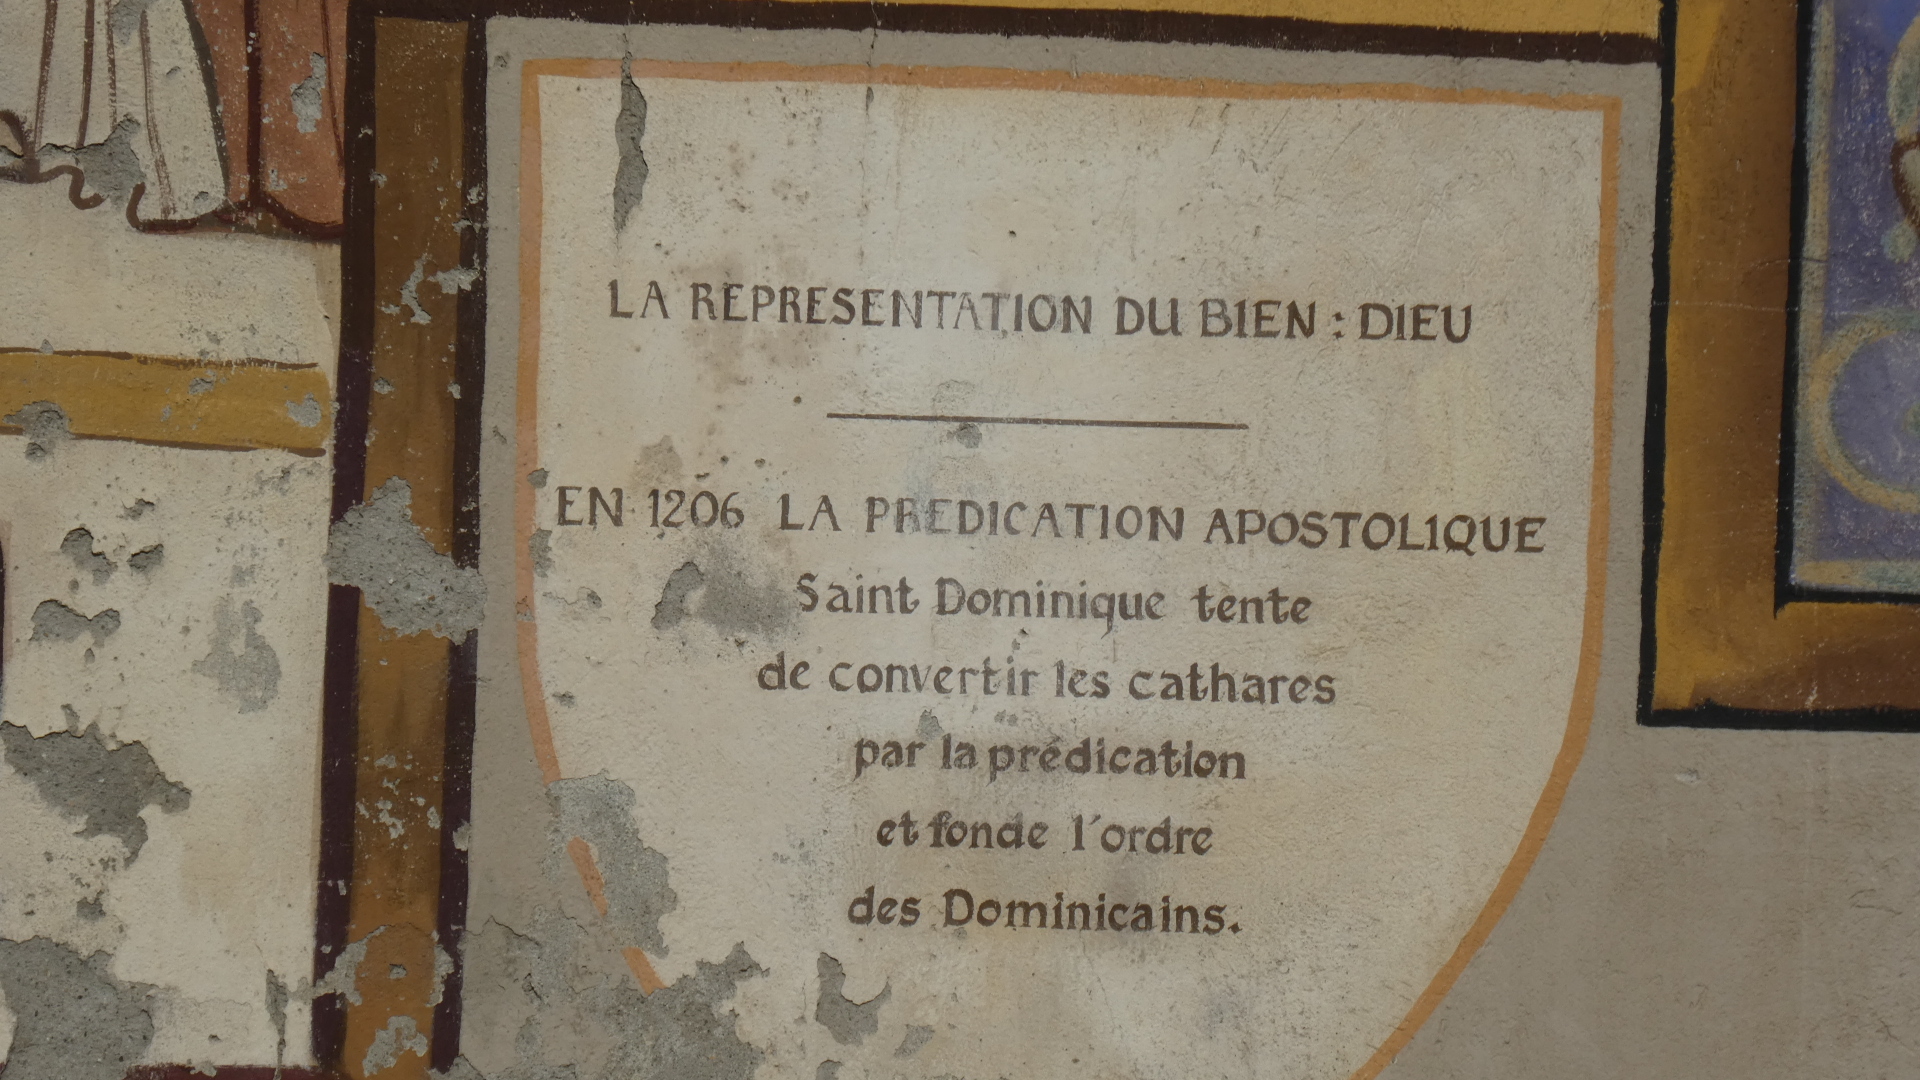 LA REPRESENTATION DU BIEN : DIEU
EN 1206 LA PREDICATION APOSTOLIQUE
Saint Dominique tente
de convertir les cathares
par la prédication
et fonde l'ordre
des Dominicains.